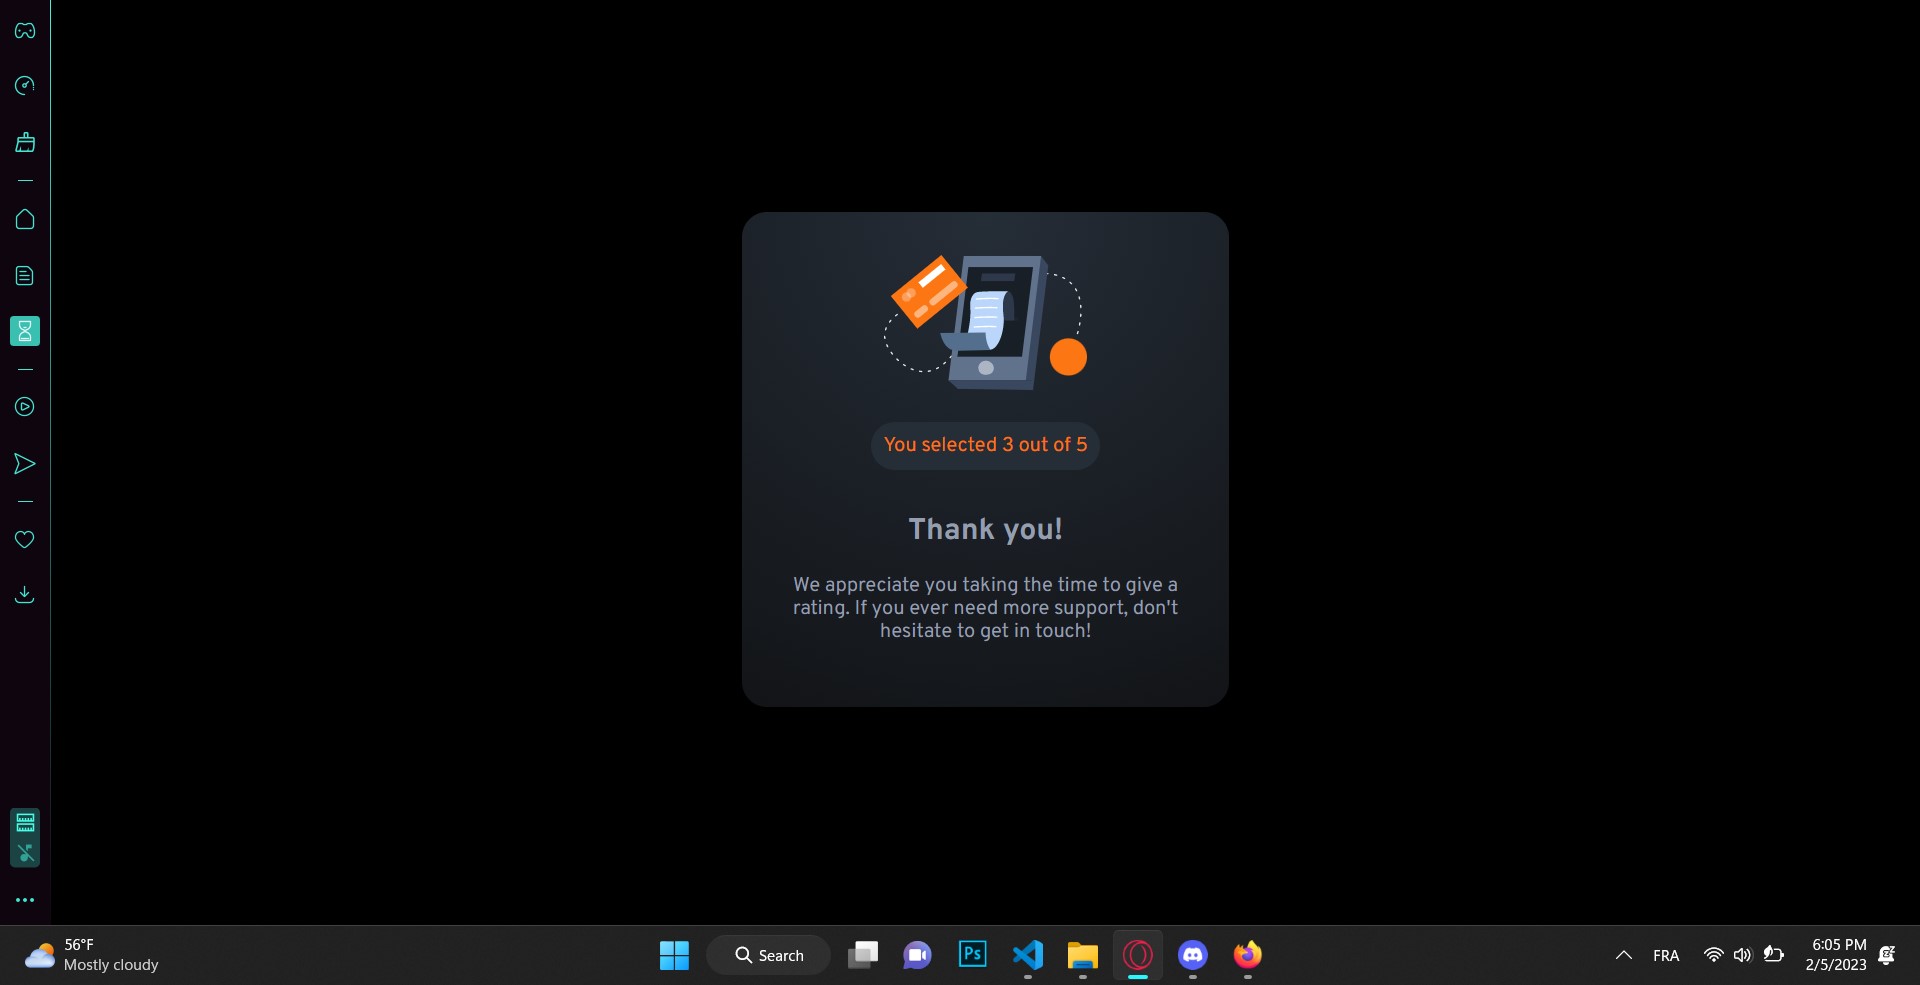 You selected 3 out of 5
Thank you!
We appreciate you taking the time to give a
rating. If you ever need more support, don't
hesitate to get in touch!
56°F
Mostly cloudy
Search
Ps
FRA
6:05 PM
2/5/2023